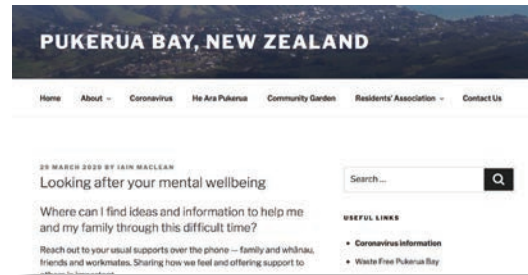 PUKERUA BAY, NEW ZEALAND
Home About Coronavirus He Ara Pukerua Community Garden Residents' Association Contact Us
25 MARCH 2020 BY IAIN MACLEAN
Looking after your mental wellbeing
Where can I find ideas and information to help me
and my family through this difficult time?
Reach out to your usual supports over the phone — family and whānau,
friends and workmates. Sharing how we feel and offering support to
Search ...
USEFUL LINKS
• Coronavirus information
• Waste Free Pukerua Bay